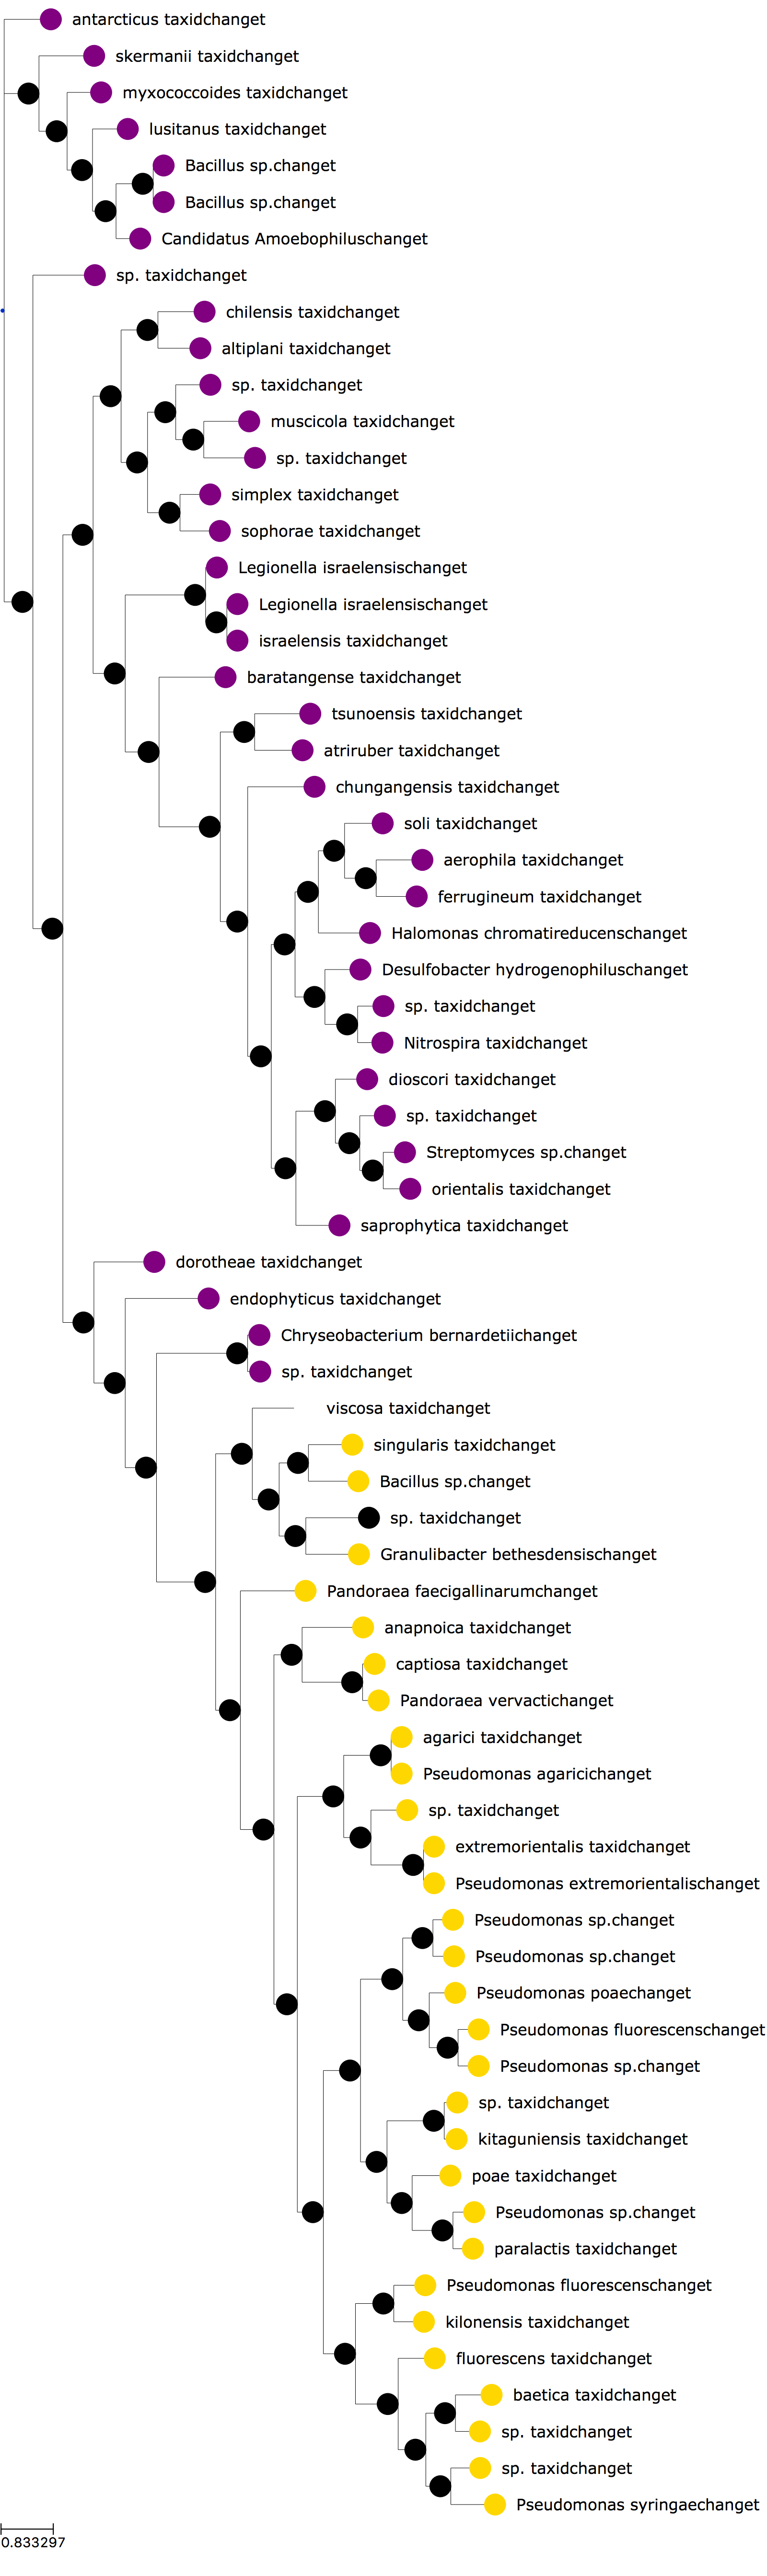 antarcticus taxidchanget
skermanii taxidchanget
myxococcoides taxidchanget
lusitanus taxidchanget
Bacillus sp.changet
Bacillus sp.changet
Candidatus Amoebophiluschanget
sp. taxidchanget
chilensis taxidchanget
altiplani taxidchanget
sp. taxidchanget
muscicola taxidchanget
sp. taxidchanget
simplex taxidchanget
sophorae taxidchanget
Legionella israelensischanget
Legionella israelensischanget
israelensis taxidchanget
baratangense taxidchanget
tsunoensis taxidchanget
atriruber taxidchanget
chungangensis taxidchanget
soli taxidchanget
aerophila taxidchanget
ferrugineum taxidchanget
Halomonas chromatireducenschanget
Desulfobacter hydrogenophiluschanget
sp. taxidchanget
Nitrospira taxidchanget
dioscori taxidchanget
sp. taxidchanget
Streptomyces sp.changet
orientalis taxidchanget
saprophytica taxidchanget
dorotheae taxidchanget
endophyticus taxidchanget
Chryseobacterium bernardetiichanget
sp. taxidchanget
viscosa taxidchanget
singularis taxidchanget
Bacillus sp.changet
sp. taxidchanget
Granulibacter bethesdensischanget
Pandoraea faecigallinarumchanget
anapnoica taxidchanget
captiosa taxidchanget
Pandoraea vervactichanget
agarici taxidchanget
Pseudomonas agaricichanget
sp. taxidchanget
extremorientalis taxidchanget
Pseudomonas extremorientalischanget
Pseudomonas sp.changet
Pseudomonas sp.changet
Pseudomonas poaechanget
Pseudomonas fluorescenschanget
Pseudomonas sp.changet
sp. taxidchanget
kitaguniensis taxidchanget
poae taxidchanget
Pseudomonas sp.changet
paralactis taxidchanget
Pseudomonas fluorescenschanget
kilonensis taxidchanget
fluorescens taxidchanget
baetica taxidchanget
sp. taxidchanget
sp. taxidchanget
Pseudomonas syringaechanget
0.833297